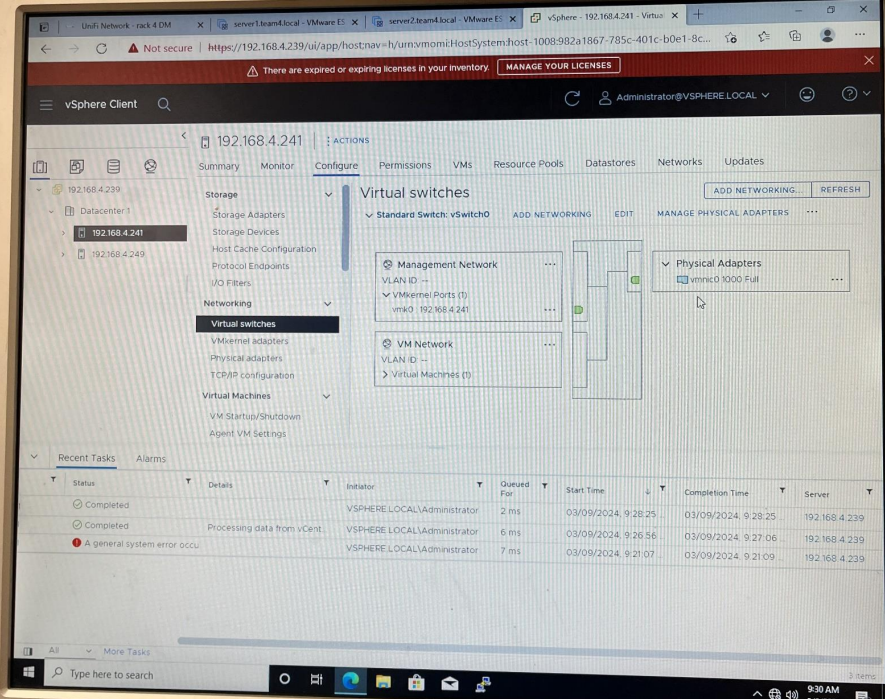 UniFi Network - rack 4 DM
server1.team4.local - VMware ES
server2.team4.local - VMware ES
vSphere - 192.168.4.241 - Virtual
Not secure https://192.168.4.239/ui/app/host;nav=h/urn:vmomi:HostSystem:host-1008:982a1867-785c-401c-b0e1-8c...
There are expired or expiring licenses in your inventory. MANAGE YOUR LICENSES
vSphere Client
Administrator@VSPHERE.LOCAL
192.168.4.241
ACTIONS
Summary Monitor Configure Permissions VMs Resource Pools Datastores Networks Updates
192.168.4.239
Datacenter 1
192.168.4.241
192.168.4.249
Storage
Storage Adapters
Storage Devices
Host Cache Configuration
Protocol Endpoints
I/O Filters
Networking
Virtual switches
VMkernel adapters
Physical adapters
TCP/IP configuration
Virtual Machines
VM Startup/Shutdown
Agent VM Settings
Virtual switches
ADD NETWORKING... REFRESH
Standard Switch: vSwitch0 ADD NETWORKING EDIT MANAGE PHYSICAL ADAPTERS ...
Management Network ...
VLAN ID: --
VMkernel Ports (1)
vmk0 : 192.168.4.241 ...
VM Network ...
VLAN ID: --
Virtual Machines (1)
Physical Adapters
vmnic0 1000 Full ...
Recent Tasks Alarms
Status Details Initiator Queued For Start Time Completion Time Server
Completed VSPHERE.LOCAL\Administrator 2 ms 03/09/2024, 9:28:25 ... 03/09/2024, 9:28:25 ... 192.168.4.239
Completed Processing data from vCent... VSPHERE.LOCAL\Administrator 6 ms 03/09/2024, 9:26:56 ... 03/09/2024, 9:27:06 ... 192.168.4.239
A general system error occu VSPHERE.LOCAL\Administrator 7 ms 03/09/2024, 9:21:07 ... 03/09/2024, 9:21:09 ... 192.168.4.239
All More Tasks
3 items
Type here to search
9:30 AM